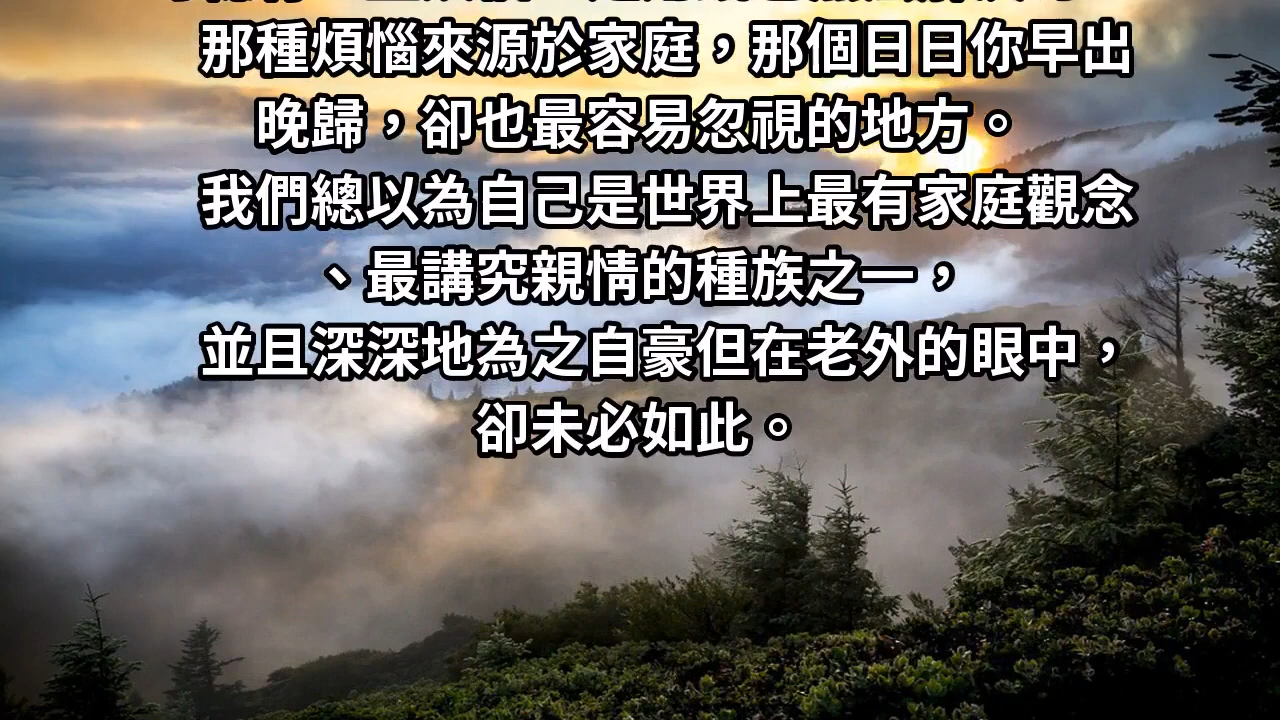 那種煩惱來源於家庭，那個日日你早出
晚歸，卻也最容易忽視的地方。
我們總以為自己是世界上最有家庭觀念
、最講究親情的種族之一，
並且深深地為之自豪但在老外的眼中，
卻未必如此。